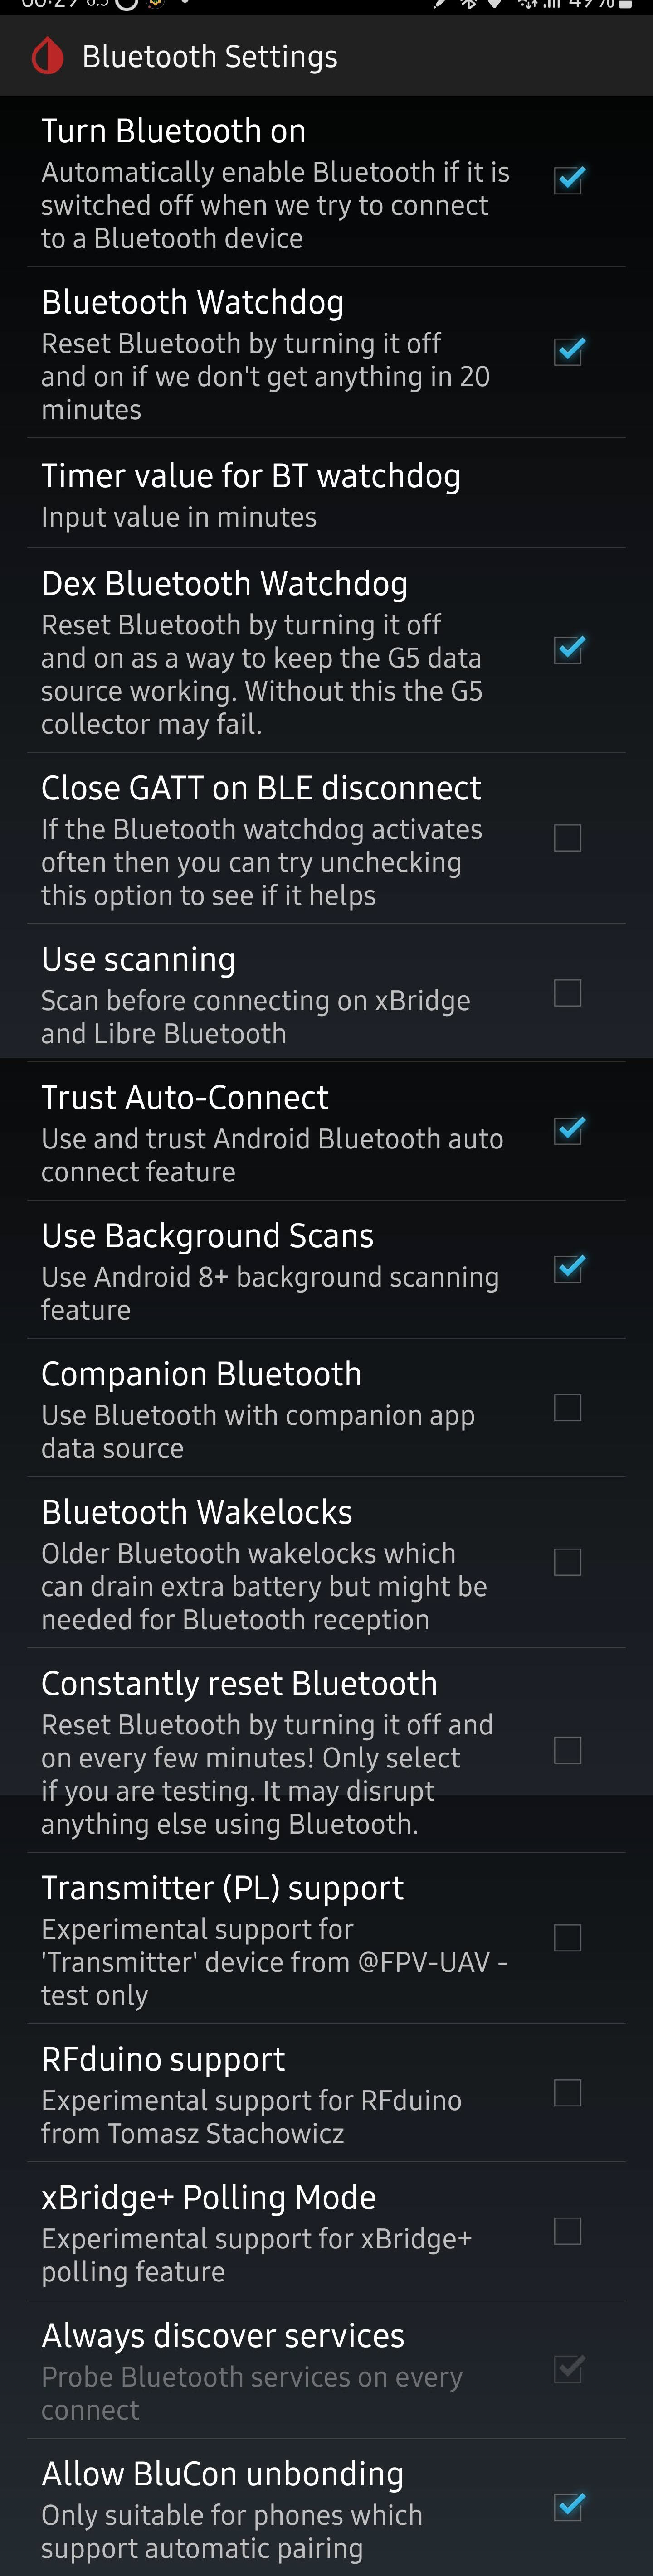 00:29 6.5
49%
Bluetooth Settings
Turn Bluetooth on
Automatically enable Bluetooth if it is
switched off when we try to connect
to a Bluetooth device
Bluetooth Watchdog
Reset Bluetooth by turning it off
and on if we don't get anything in 20
minutes
Timer value for BT watchdog
Input value in minutes
Dex Bluetooth Watchdog
Reset Bluetooth by turning it off
and on as a way to keep the G5 data
source working. Without this the G5
collector may fail.
Close GATT on BLE disconnect
If the Bluetooth watchdog activates
often then you can try unchecking
this option to see if it helps
Use scanning
Scan before connecting on xBridge
and Libre Bluetooth
Trust Auto-Connect
Use and trust Android Bluetooth auto
connect feature
Use Background Scans
Use Android 8+ background scanning
feature
Companion Bluetooth
Use Bluetooth with companion app
data source
Bluetooth Wakelocks
Older Bluetooth wakelocks which
can drain extra battery but might be
needed for Bluetooth reception
Constantly reset Bluetooth
Reset Bluetooth by turning it off and
on every few minutes! Only select
if you are testing. It may disrupt
anything else using Bluetooth.
Transmitter (PL) support
Experimental support for
'Transmitter' device from @FPV-UAV -
test only
RFduino support
Experimental support for RFduino
from Tomasz Stachowicz
xBridge+ Polling Mode
Experimental support for xBridge+
polling feature
Always discover services
Probe Bluetooth services on every
connect
Allow BluCon unbonding
Only suitable for phones which
support automatic pairing